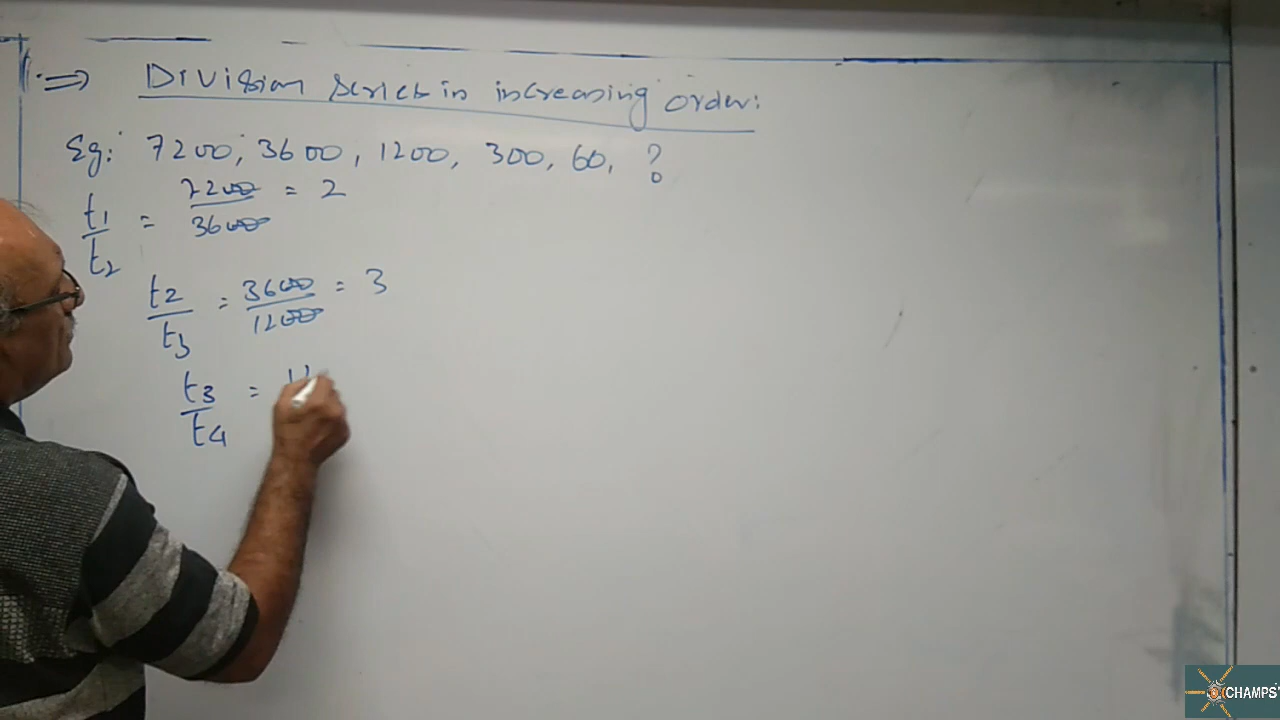 ⇒ Division series in increasing order:
Eg: 7200, 3600, 1200, 300, 60, ?
t1/t2 = 7200/3600 = 2
t2/t3 = 3600/1200 = 3
t3/t4 =
CHAMPS